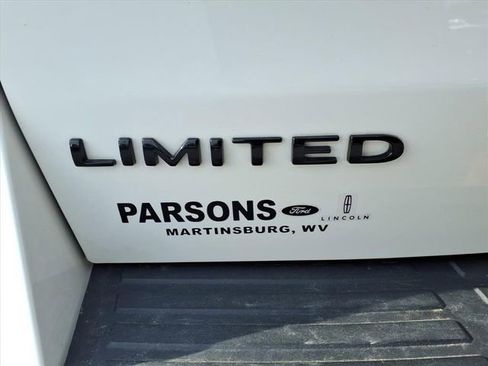 LIMITED
PARSONS Ford LINCOLN
MARTINSBURG, WV